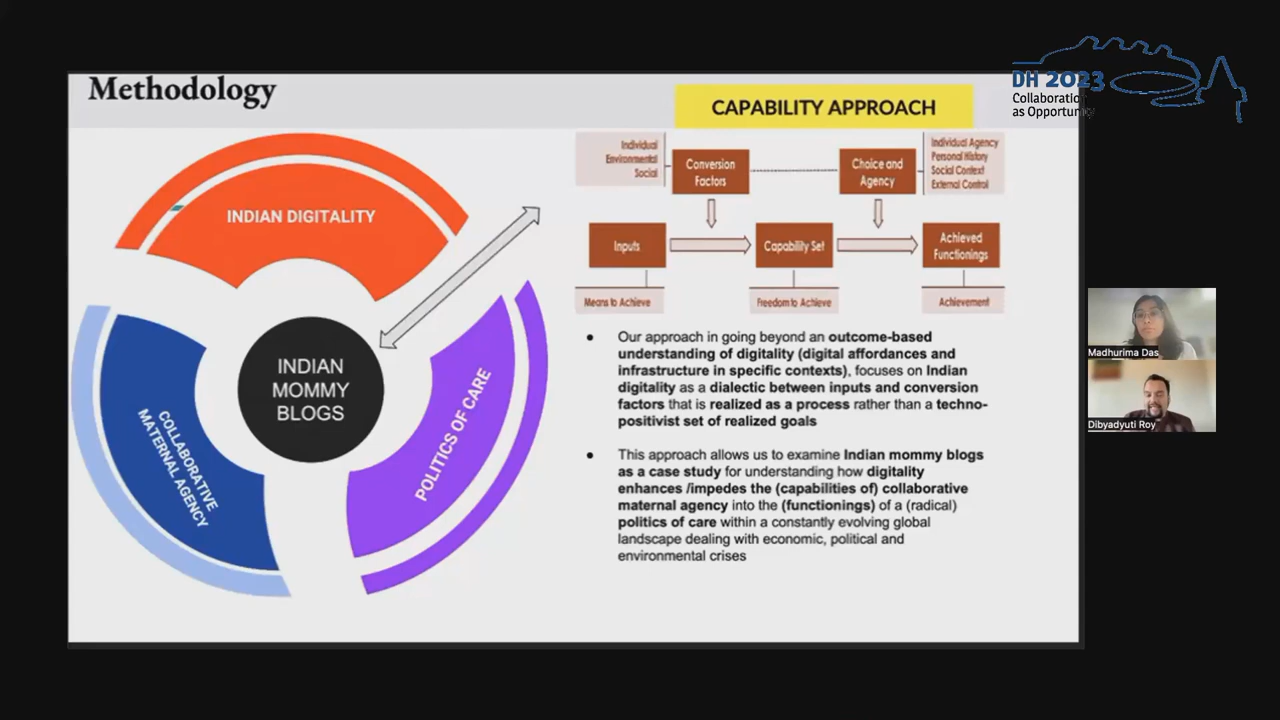 Methodology
CAPABILITY APPROACH
DH 2023
Collaboration
as Opportunity
INDIAN DIGITALITY
COLLABORATIVE
MATERNAL AGENCY
POLITICS OF CARE
INDIAN
MOMMY
BLOGS
Individual
Environmental
Social
Conversion
Factors
Choice and
Agency
Individual Agency
Personal History
Social Context
External Control
Inputs
Capability Set
Achieved
Functionings
Means to Achieve
Freedom to Achieve
Achievement
• Our approach in going beyond an outcome-based
understanding of digitality (digital affordances and
infrastructure in specific contexts), focuses on Indian
digitality as a dialectic between inputs and conversion
factors that is realized as a process rather than a techno-
positivist set of realized goals
• This approach allows us to examine Indian mommy blogs
as a case study for understanding how digitality
enhances /impedes the (capabilities of) collaborative
maternal agency into the (functionings) of a (radical)
politics of care within a constantly evolving global
landscape dealing with economic, political and
environmental crises
Madhurima Das
Dibyadyuti Roy